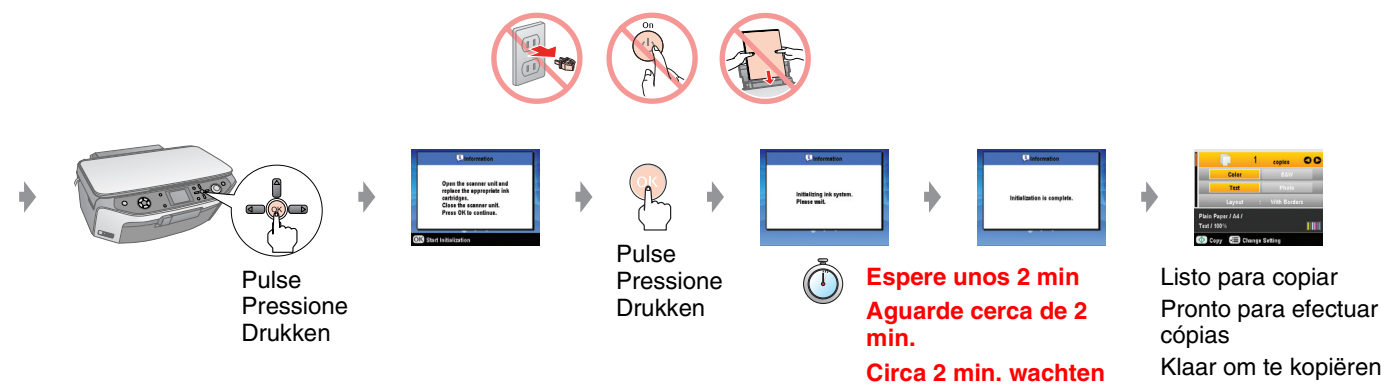 On
Information
Open the scanner unit and
replace the appropriate ink
cartridges.
Close the scanner unit.
Press OK to continue.
OK Start Initialization
OK
Pulse
Pressione
Drukken
OK
Pulse
Pressione
Drukken
Information
Initializing ink system.
Please wait.
Information
Initialization is complete.
Espere unos 2 min
Aguarde cerca de 2
min.
Circa 2 min. wachten
1 copies
Color B&W
Text Photo
Layout : With Borders
Plain Paper / A4 /
Text / 100%
Copy Change Setting
Listo para copiar
Pronto para efectuar
cópias
Klaar om te kopiëren